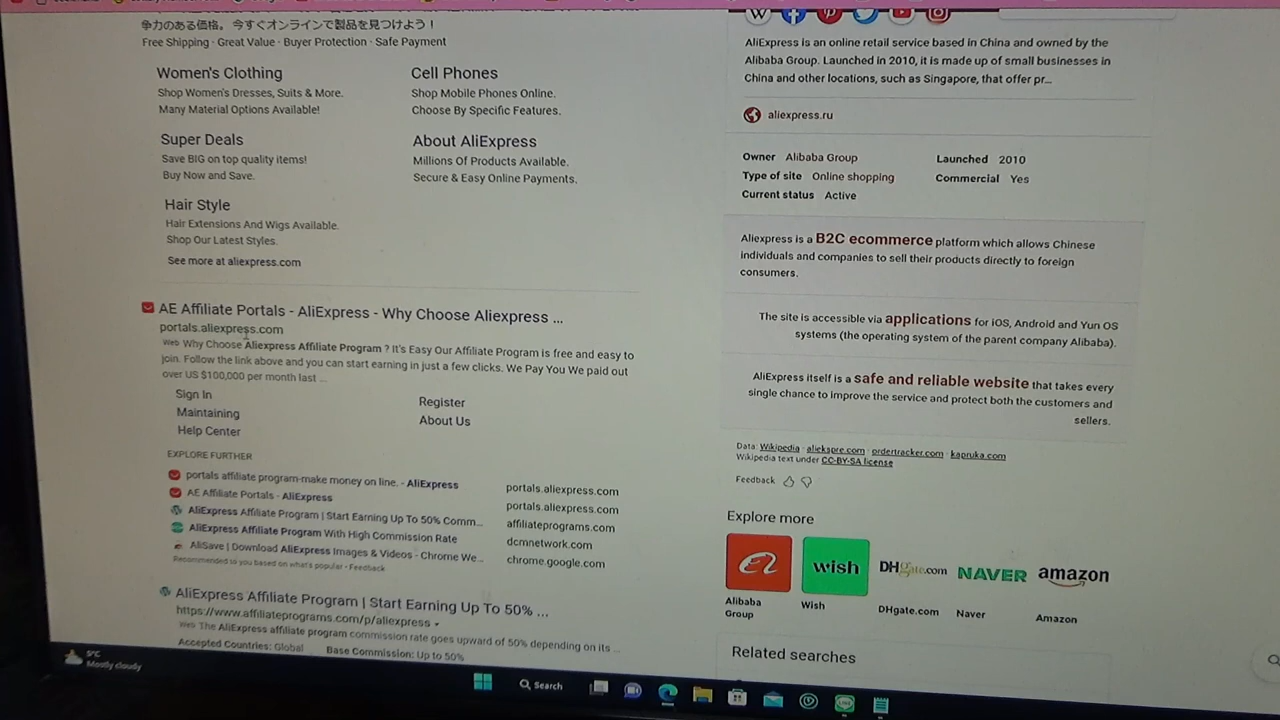 争力のある価格。今すぐオンラインで製品を見つけよう！
Free Shipping · Great Value · Buyer Protection · Safe Payment
Women's Clothing
Shop Women's Dresses, Suits & More.
Many Material Options Available!
Cell Phones
Shop Mobile Phones Online.
Choose By Specific Features.
Super Deals
Save BIG on top quality items!
Buy Now and Save.
About AliExpress
Millions Of Products Available.
Secure & Easy Online Payments.
Hair Style
Hair Extensions And Wigs Available.
Shop Our Latest Styles.
See more at aliexpress.com
AE Affiliate Portals - AliExpress - Why Choose Aliexpress ...
portals.aliexpress.com
Web Why Choose Aliexpress Affiliate Program ? It's Easy Our Affiliate Program is free and easy to
join. Follow the link above and you can start earning in just a few clicks. We Pay You We paid out
over US $100,000 per month last ...
Sign In
Register
Maintaining
About Us
Help Center
EXPLORE FURTHER
portals affiliate program-make money on line. - AliExpress
portals.aliexpress.com
AE Affiliate Portals - AliExpress
portals.aliexpress.com
AliExpress Affiliate Program | Start Earning Up To 50% Comm...
affiliateprograms.com
AliExpress Affiliate Program With High Commission Rate
dcmnetwork.com
AliSave | Download AliExpress Images & Videos - Chrome We...
chrome.google.com
Recommended to you based on what's popular • Feedback
AliExpress Affiliate Program | Start Earning Up To 50% ...
https://www.affiliateprograms.com/p/aliexpress
Web The AliExpress affiliate program commission rate goes upward of 50% depending on its ...
Accepted Countries: Global Base Commission: Up to 50%
W
AliExpress is an online retail service based in China and owned by the
Alibaba Group. Launched in 2010, it is made up of small businesses in
China and other locations, such as Singapore, that offer pr...
aliexpress.ru
Owner Alibaba Group
Launched 2010
Type of site Online shopping
Commercial Yes
Current status Active
Aliexpress is a B2C ecommerce platform which allows Chinese
individuals and companies to sell their products directly to foreign
consumers.
The site is accessible via applications for iOS, Android and Yun OS
systems (the operating system of the parent company Alibaba).
AliExpress itself is a safe and reliable website that takes every
single chance to improve the service and protect both the customers and
sellers.
Data: Wikipedia · aliekspre.com · ordertracker.com · kapruka.com
Wikipedia text under CC-BY-SA license
Feedback
Explore more
wish
DHgate.com
NAVER
amazon
Alibaba
Group
Wish
DHgate.com
Naver
Amazon
Related searches
5°C
Mostly cloudy
Search